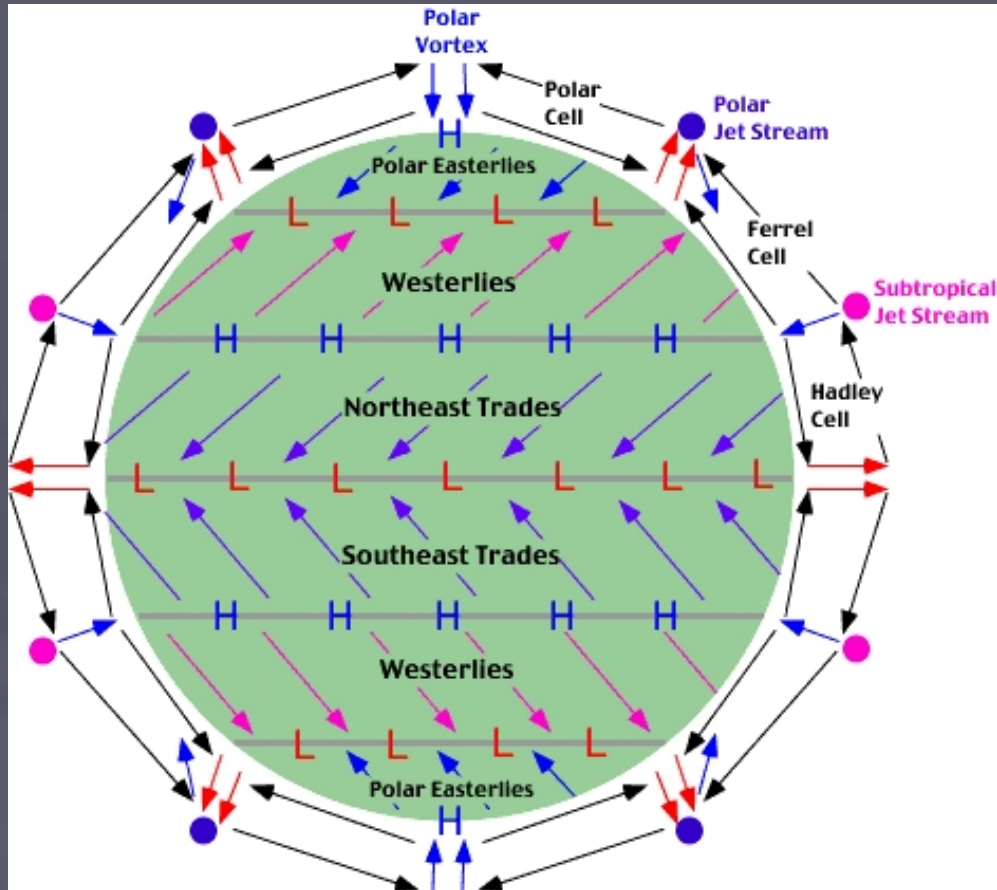 Polar
Vortex
Polar
Cell
Polar
Jet Stream
H
Polar Easterlies
L L L L
Ferrel
Cell
Westerlies
Subtropical
Jet Stream
H H H H H
Hadley
Cell
Northeast Trades
L L L L L L L
Southeast Trades
H H H H H
Westerlies
L L L L
Polar Easterlies
H